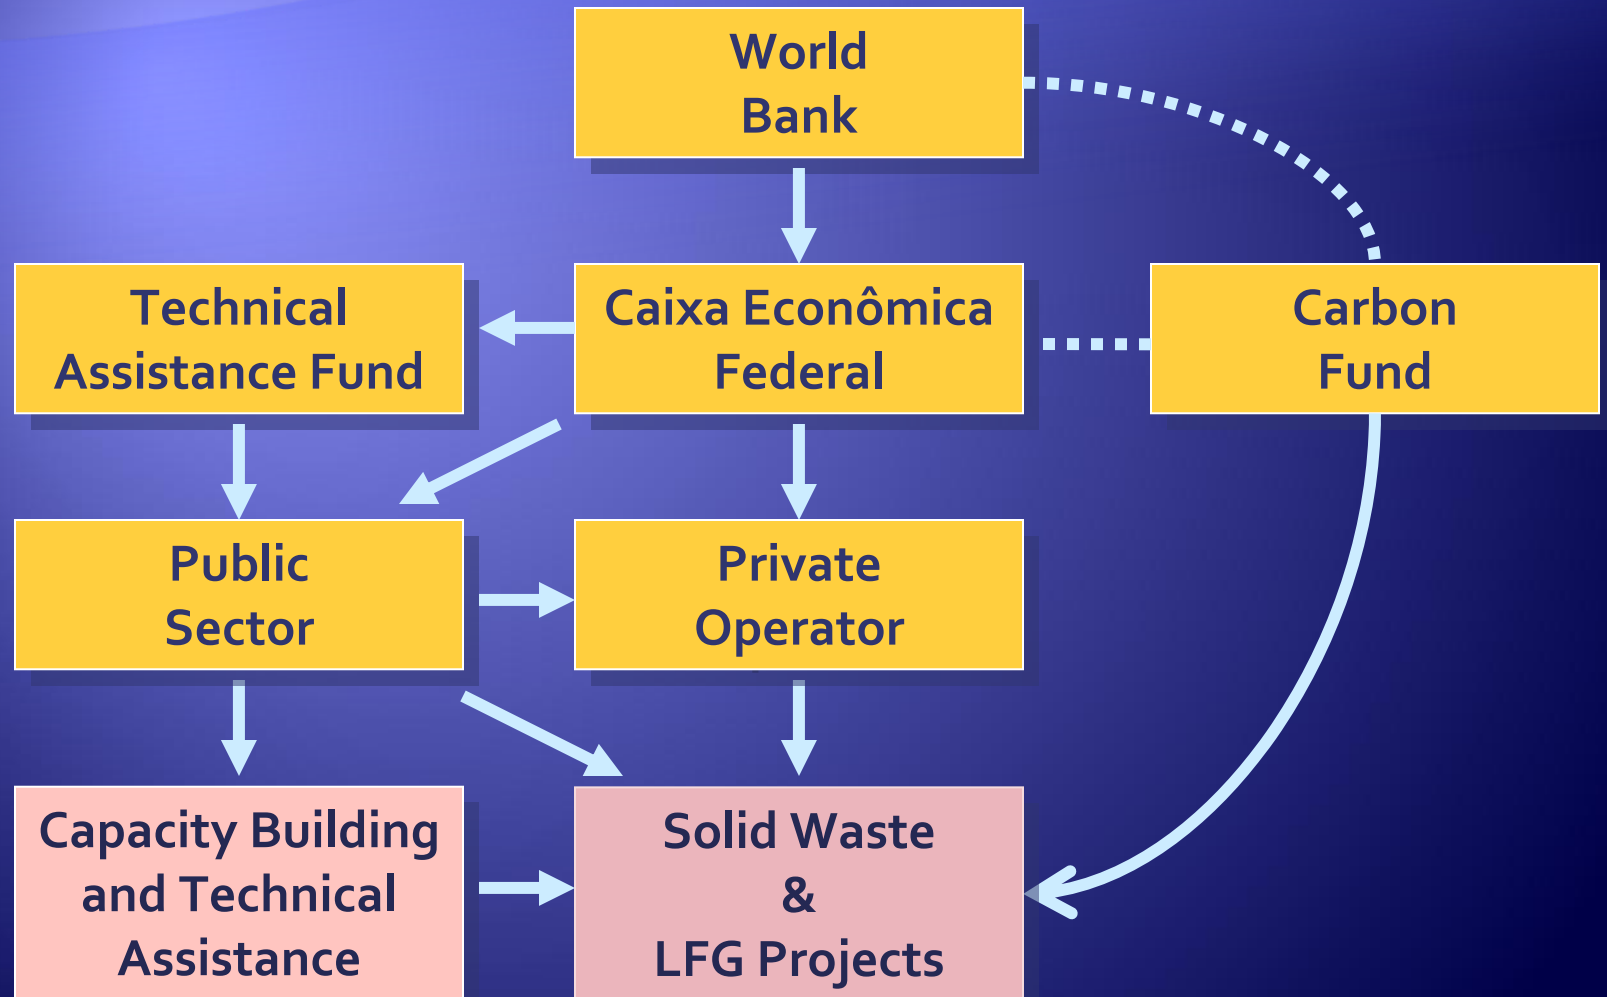 World
Bank
Technical
Assistance Fund
Caixa Econômica
Federal
Carbon
Fund
Public
Sector
Private
Operator
Capacity Building
and Technical
Assistance
Solid Waste
&
LFG Projects